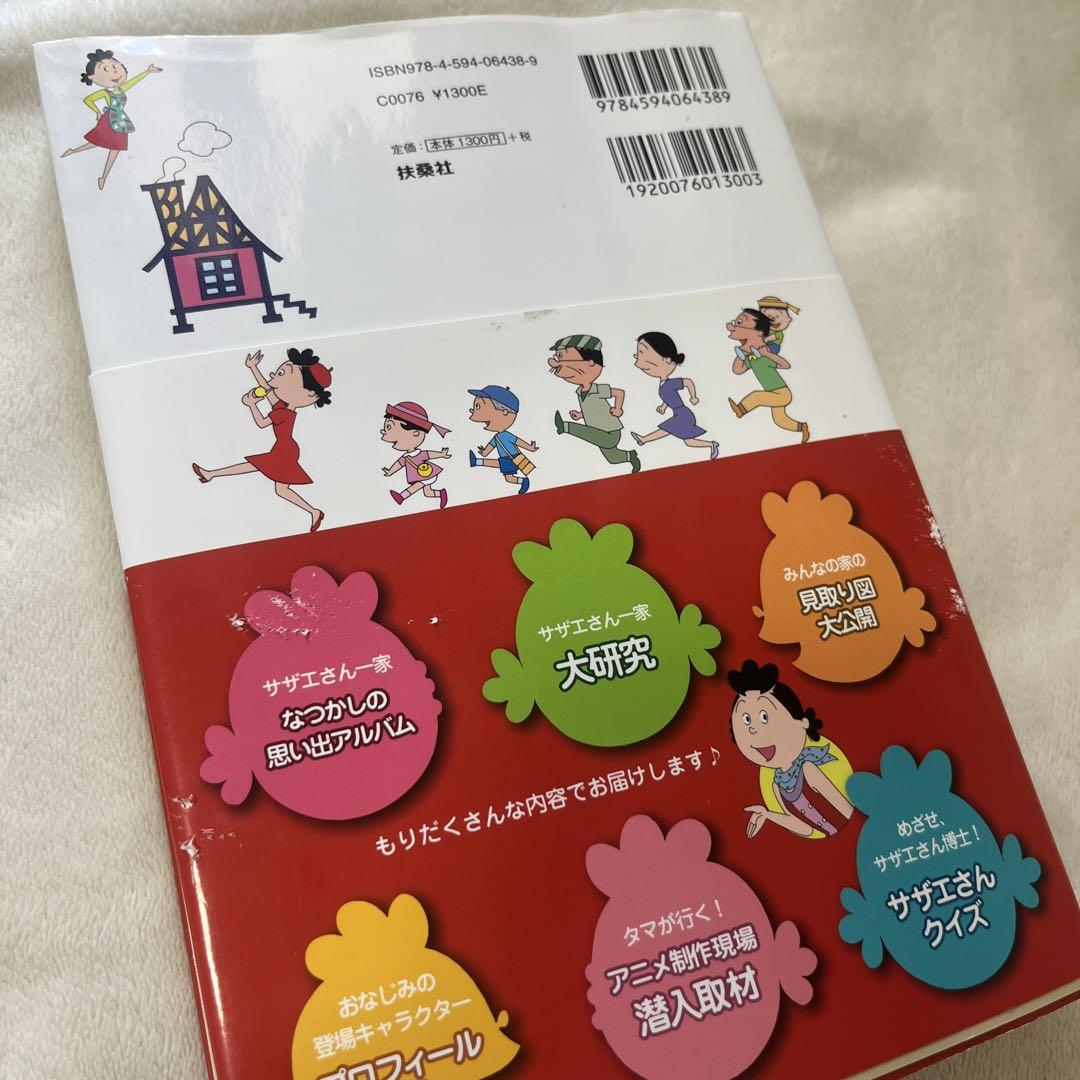 ISBN978-4-594-06438-9
C0076 ¥1300E
定価：本体1300円+税
扶桑社
9784594064389
1920076013003
サザエさん一家
なつかしの
思い出アルバム
サザエさん一家
大研究
みんなの家の
見取り図
大公開
もりだくさんな内容でお届けします♪
おなじみの
登場キャラクター
プロフィール
タマが行く！
アニメ制作現場
潜入取材
めざせ、
サザエさん博士！
サザエさん
クイズ